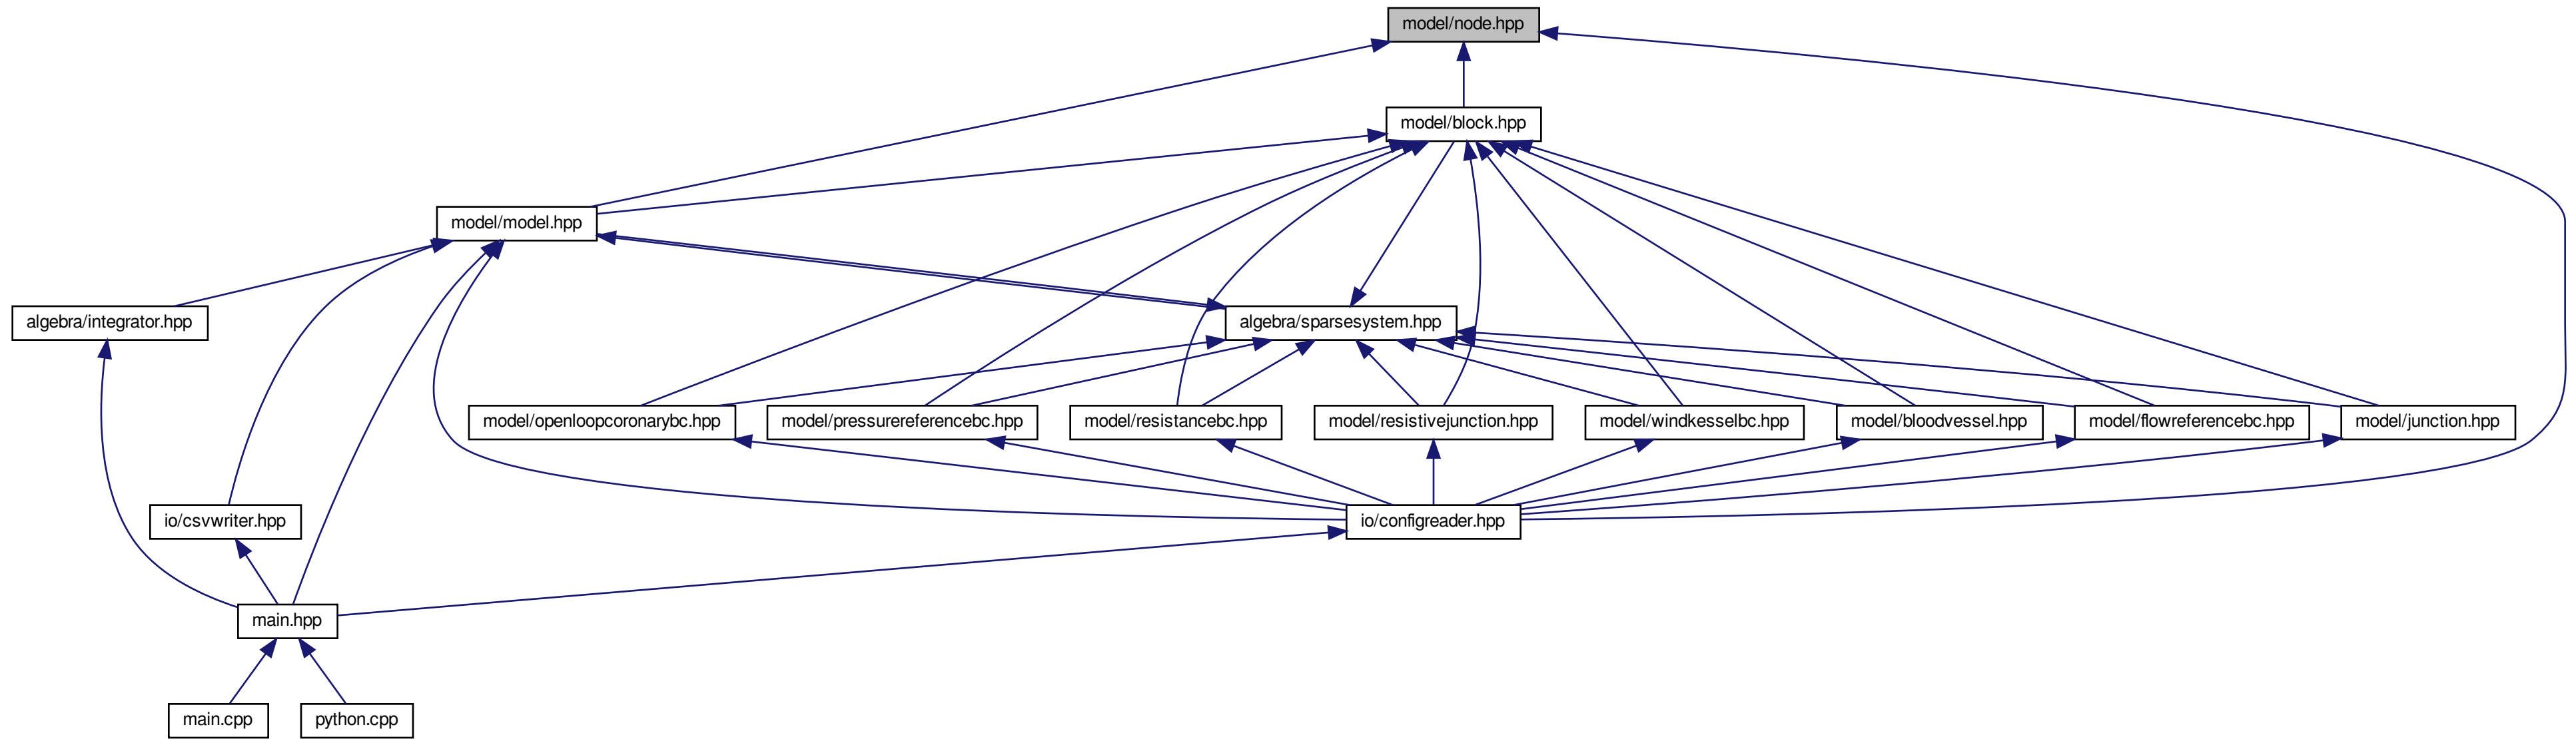 model/node.hpp
model/block.hpp
model/model.hpp
algebra/integrator.hpp
algebra/sparsesystem.hpp
model/openloopcoronarybc.hpp
model/pressurereferencebc.hpp
model/resistancebc.hpp
model/resistivejunction.hpp
model/windkesselbc.hpp
model/bloodvessel.hpp
model/flowreferencebc.hpp
model/junction.hpp
io/csvwriter.hpp
io/configreader.hpp
main.hpp
main.cpp
python.cpp